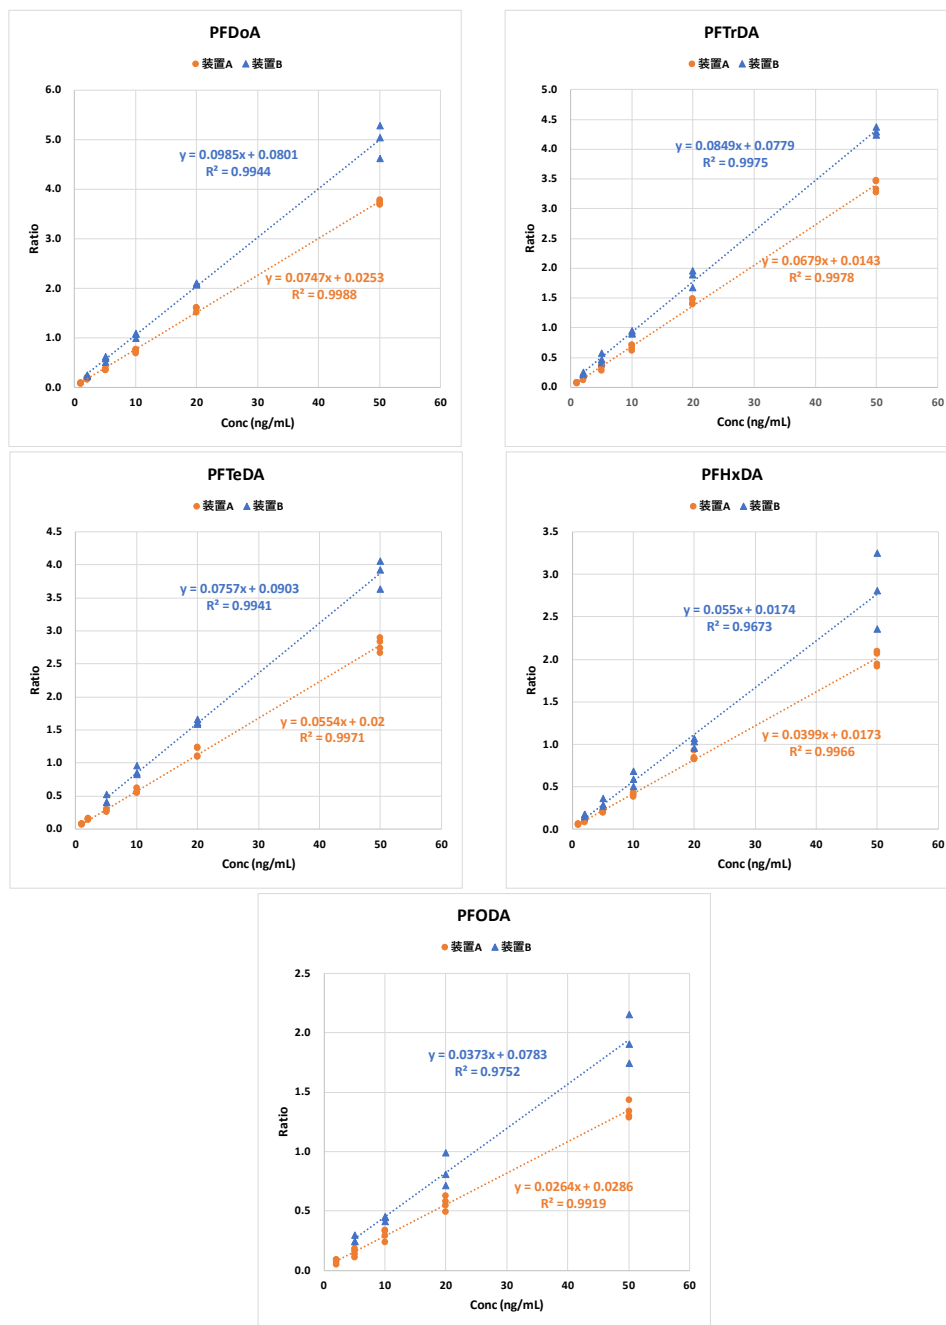 PFDoA
装置A 装置B
6.0
5.0
4.0
3.0
2.0
1.0
0.0
Ratio
y = 0.0985x + 0.0801
R² = 0.9944
y = 0.0747x + 0.0253
R² = 0.9988
0 10 20 30 40 50 60
Conc (ng/mL)
PFTrDA
装置A 装置B
5.0
4.5
4.0
3.5
3.0
2.5
2.0
1.5
1.0
0.5
0.0
Ratio
y = 0.0849x + 0.0779
R² = 0.9975
y = 0.0679x + 0.0143
R² = 0.9978
0 10 20 30 40 50 60
Conc (ng/mL)
PFTeDA
装置A 装置B
4.5
4.0
3.5
3.0
2.5
2.0
1.5
1.0
0.5
0.0
Ratio
y = 0.0757x + 0.0903
R² = 0.9941
y = 0.0554x + 0.02
R² = 0.9971
0 10 20 30 40 50 60
Conc (ng/mL)
PFHxDA
装置A 装置B
3.5
3.0
2.5
2.0
1.5
1.0
0.5
0.0
Ratio
y = 0.055x + 0.0174
R² = 0.9673
y = 0.0399x + 0.0173
R² = 0.9966
0 10 20 30 40 50 60
Conc (ng/mL)
PFODA
装置A 装置B
2.5
2.0
1.5
1.0
0.5
0.0
Ratio
y = 0.0373x + 0.0783
R² = 0.9752
y = 0.0264x + 0.0286
R² = 0.9919
0 10 20 30 40 50 60
Conc (ng/mL)